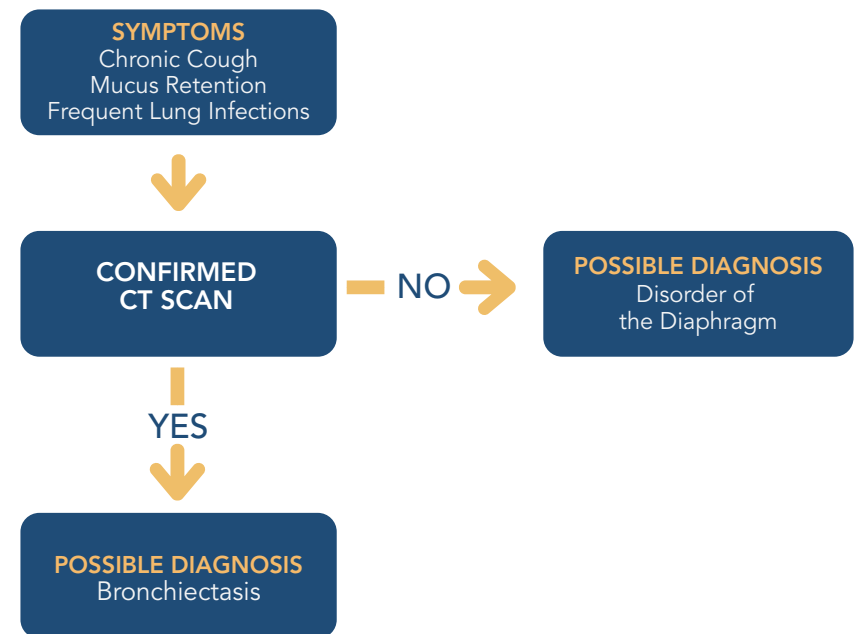 SYMPTOMS
Chronic Cough
Mucus Retention
Frequent Lung Infections
CONFIRMED
CT SCAN
NO
POSSIBLE DIAGNOSIS
Disorder of
the Diaphragm
YES
POSSIBLE DIAGNOSIS
Bronchiectasis